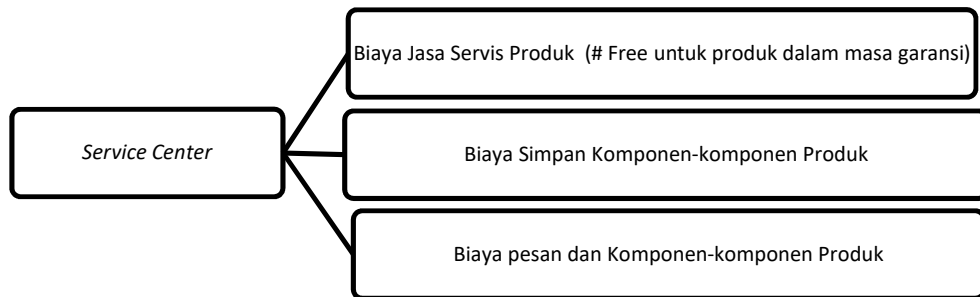 Biaya Jasa Servis Produk (# Free untuk produk dalam masa garansi)
Service Center
Biaya Simpan Komponen-komponen Produk
Biaya pesan dan Komponen-komponen Produk